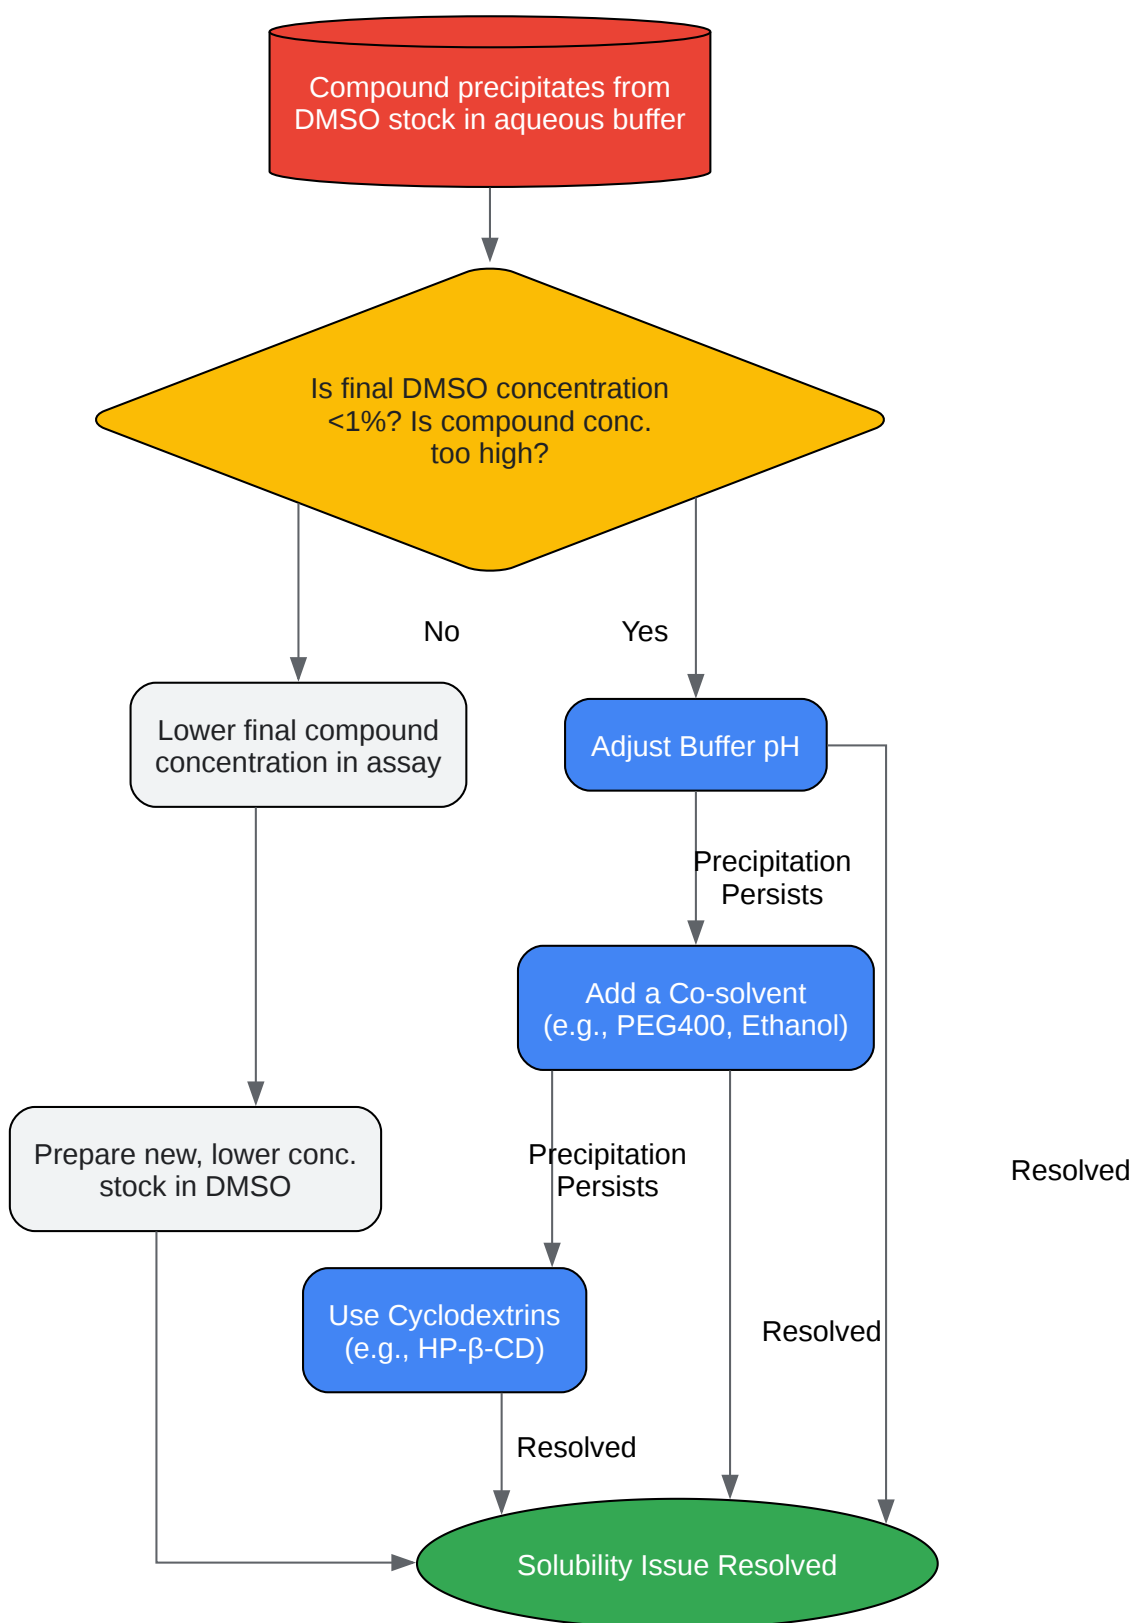 Compound precipitates from
DMSO stock in aqueous buffer
Is final DMSO concentration
<1%? Is compound conc.
too high?
No
Yes
Lower final compound
concentration in assay
Adjust Buffer pH
Precipitation
Persists
Add a Co-solvent
(e.g., PEG400, Ethanol)
Prepare new, lower conc.
stock in DMSO
Precipitation
Persists
Resolved
Use Cyclodextrins
(e.g., HP-β-CD)
Resolved
Resolved
Solubility Issue Resolved